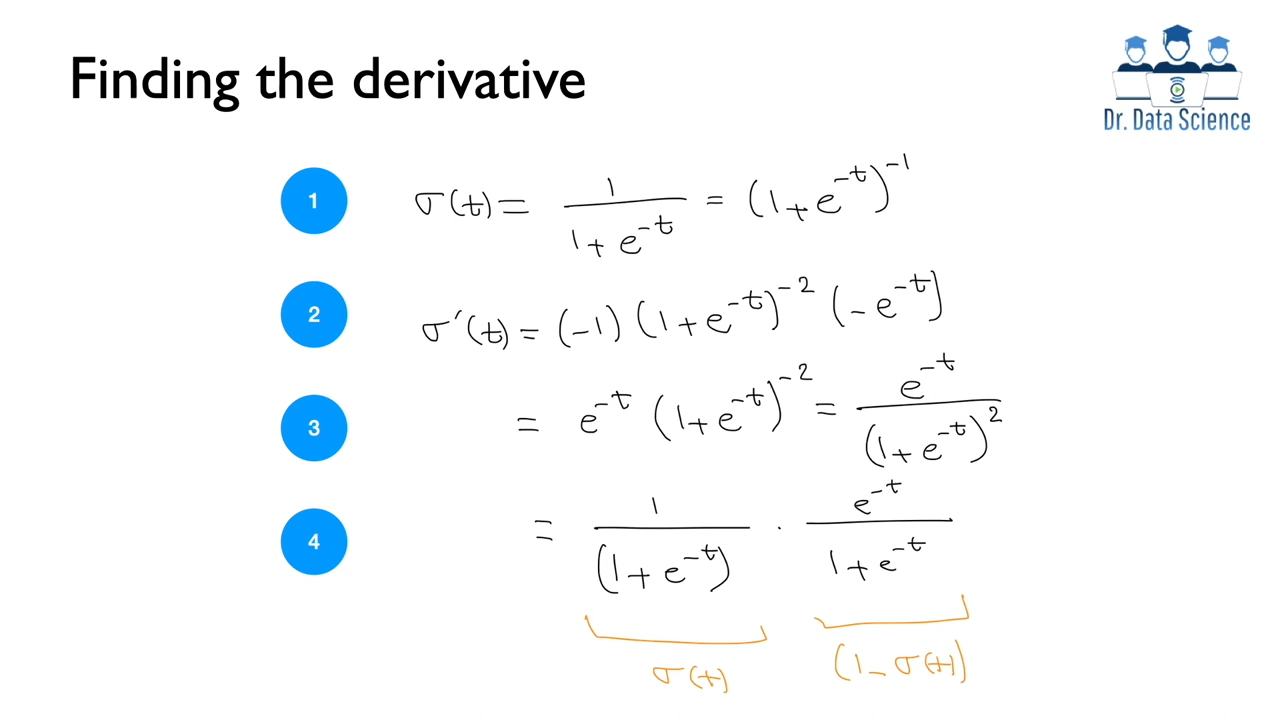 Finding the derivative
Dr. Data Science
1
σ(t) = 1/(1+e^-t) = (1+e^-t)^-1
2
σ'(t) = (-1) (1+e^-t)^-2 (-e^-t)
3
= e^-t (1+e^-t)^-2 = e^-t/(1+e^-t)^2
4
= 1/(1+e^-t) · e^-t/(1+e^-t)
σ(t) (1-σ(t))